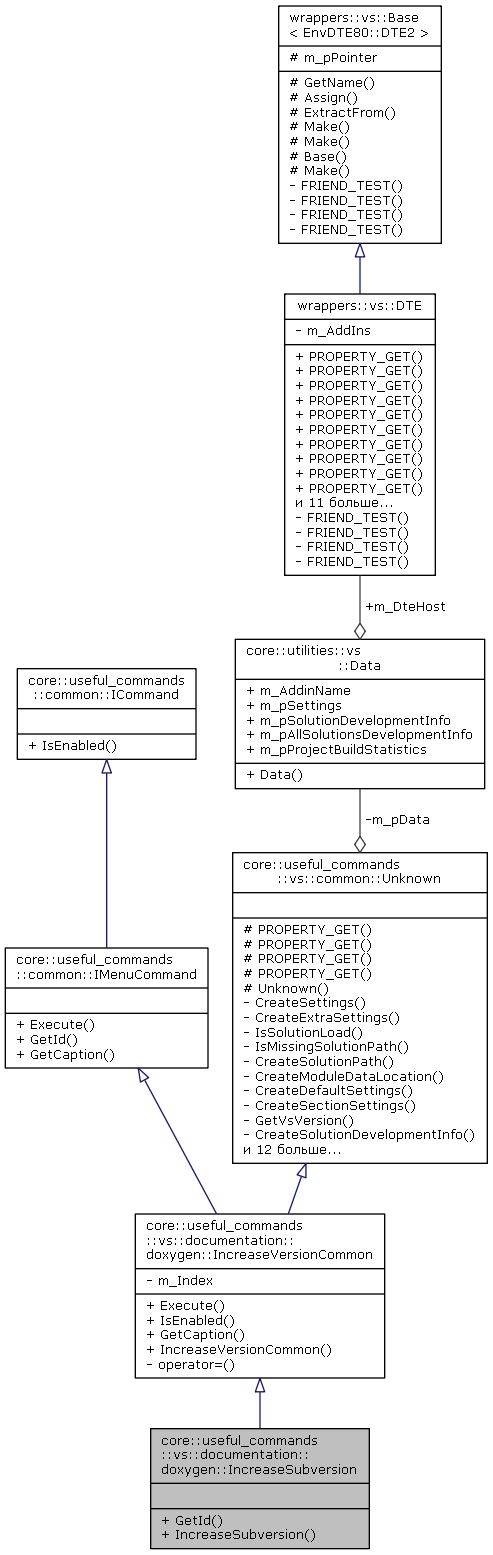 wrappers::vs::Base
< EnvDTE80::DTE2 >
# m_pPointer
# GetName()
# Assign()
# ExtractFrom()
# Make()
# Make()
# Base()
# Make()
- FRIEND_TEST()
- FRIEND_TEST()
- FRIEND_TEST()
- FRIEND_TEST()
wrappers::vs::DTE
- m_AddIns
+ PROPERTY_GET()
+ PROPERTY_GET()
+ PROPERTY_GET()
+ PROPERTY_GET()
+ PROPERTY_GET()
+ PROPERTY_GET()
+ PROPERTY_GET()
+ PROPERTY_GET()
+ PROPERTY_GET()
+ PROPERTY_GET()
и 11 больше...
- FRIEND_TEST()
- FRIEND_TEST()
- FRIEND_TEST()
- FRIEND_TEST()
+m_DteHost
core::utilities::vs
::Data
+ m_AddinName
+ m_pSettings
+ m_pSolutionDevelopmentInfo
+ m_pAllSolutionsDevelopmentInfo
+ m_pProjectBuildStatistics
+ Data()
core::useful_commands
::common::ICommand
+ IsEnabled()
-m_pData
core::useful_commands
::vs::common::Unknown
# PROPERTY_GET()
# PROPERTY_GET()
# PROPERTY_GET()
# PROPERTY_GET()
# Unknown()
- CreateSettings()
- CreateExtraSettings()
- IsSolutionLoad()
- IsMissingSolutionPath()
- CreateSolutionPath()
- CreateModuleDataLocation()
- CreateDefaultSettings()
- CreateSectionSettings()
- GetVsVersion()
- CreateSolutionDevelopmentInfo()
и 12 больше...
core::useful_commands
::common::IMenuCommand
+ Execute()
+ GetId()
+ GetCaption()
core::useful_commands
::vs::documentation::
doxygen::IncreaseVersionCommon
- m_Index
+ Execute()
+ IsEnabled()
+ GetCaption()
+ IncreaseVersionCommon()
- operator=()
core::useful_commands
::vs::documentation::
doxygen::IncreaseSubversion
+ GetId()
+ IncreaseSubversion()